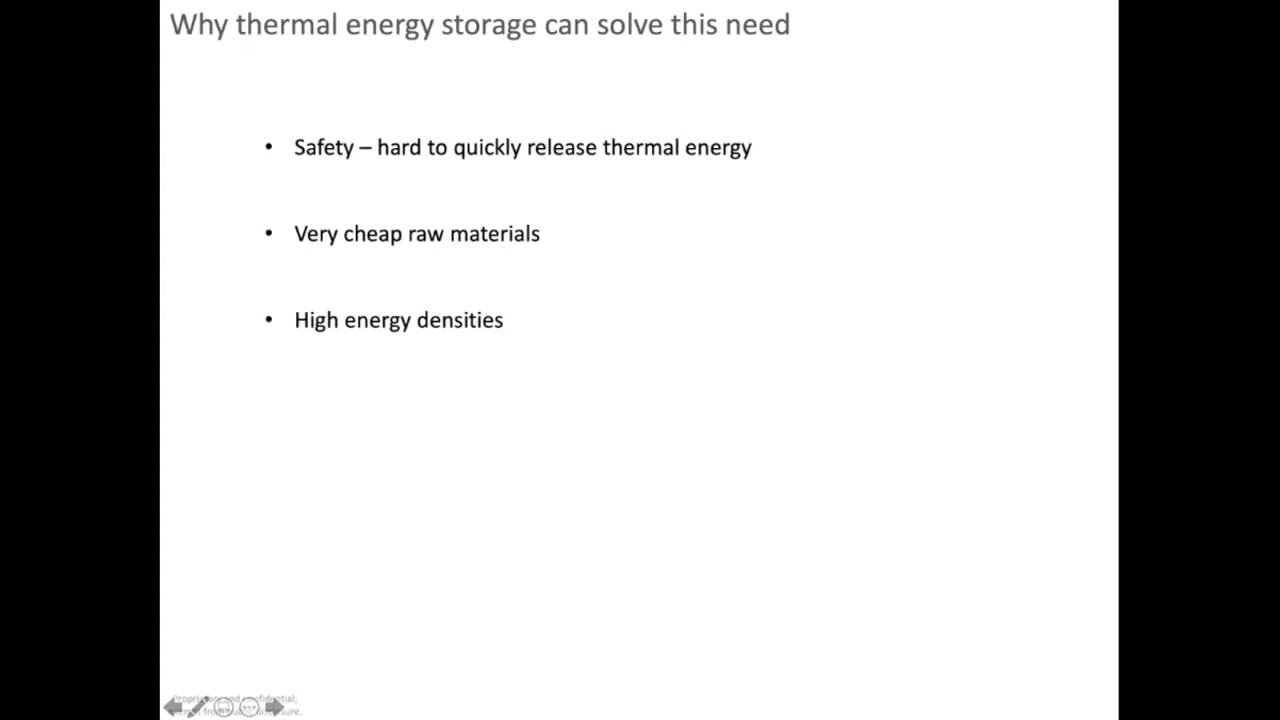 Why thermal energy storage can solve this need
• Safety – hard to quickly release thermal energy
• Very cheap raw materials
• High energy densities